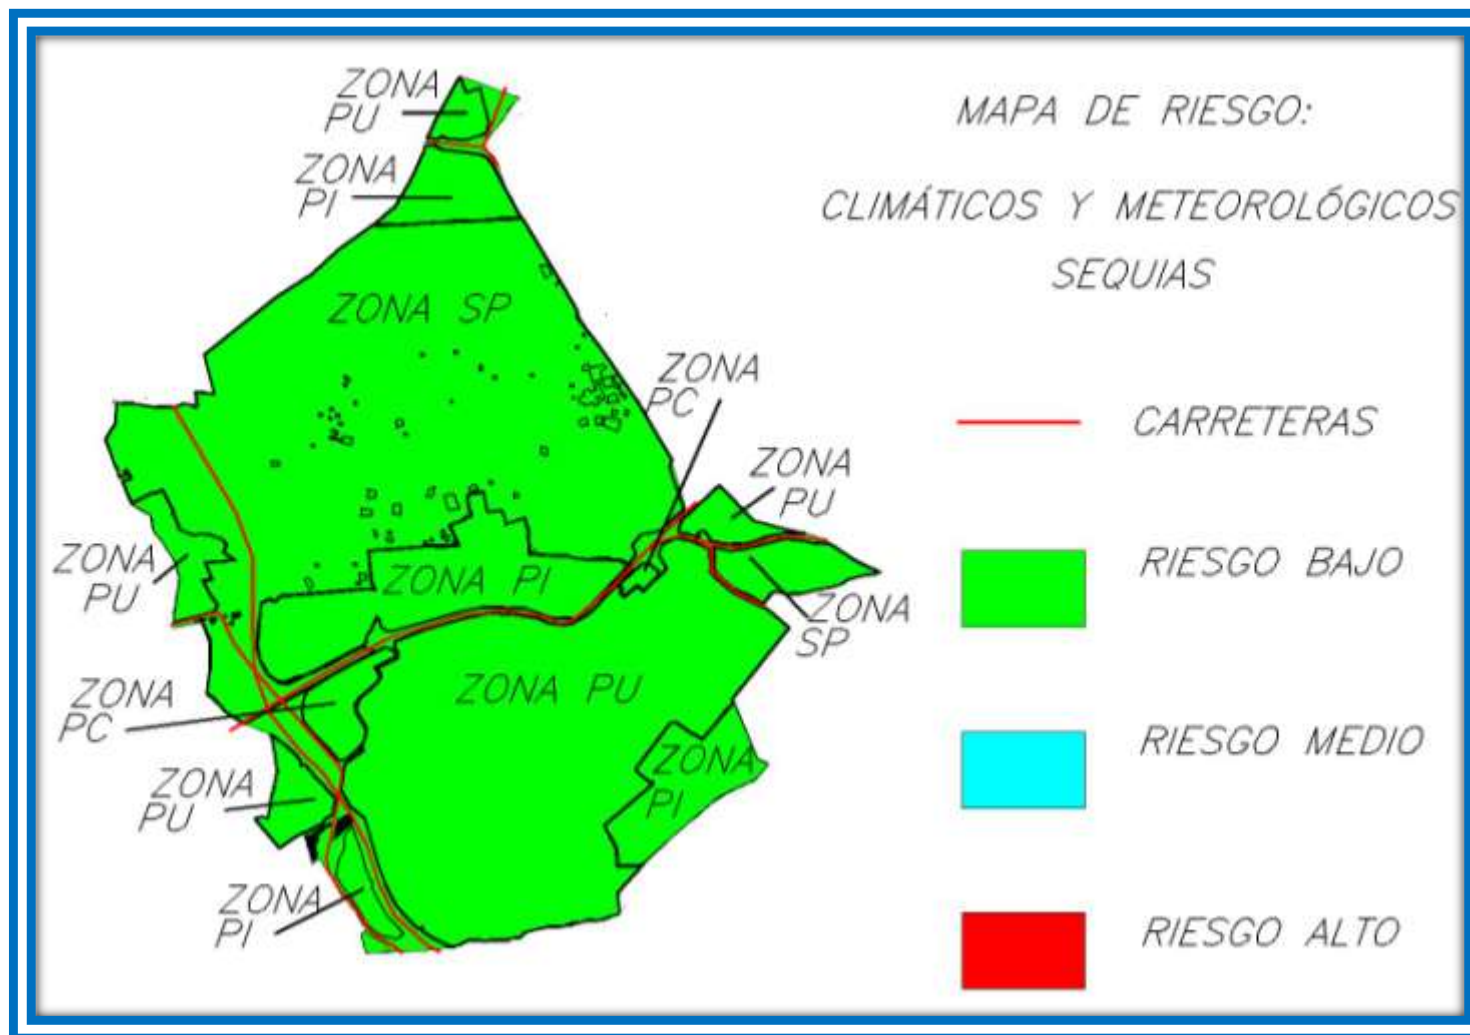 MAPA DE RIESGO:
CLIMÁTICOS Y METEOROLÓGICOS
SEQUIAS
CARRETERAS
RIESGO BAJO
RIESGO MEDIO
RIESGO ALTO
ZONA
PU
ZONA
PI
ZONA SP
ZONA
PC
ZONA
PU
ZONA
PU
ZONA PI
ZONA
SP
ZONA
PC
ZONA PU
ZONA
PI
ZONA
PU
ZONA
PI